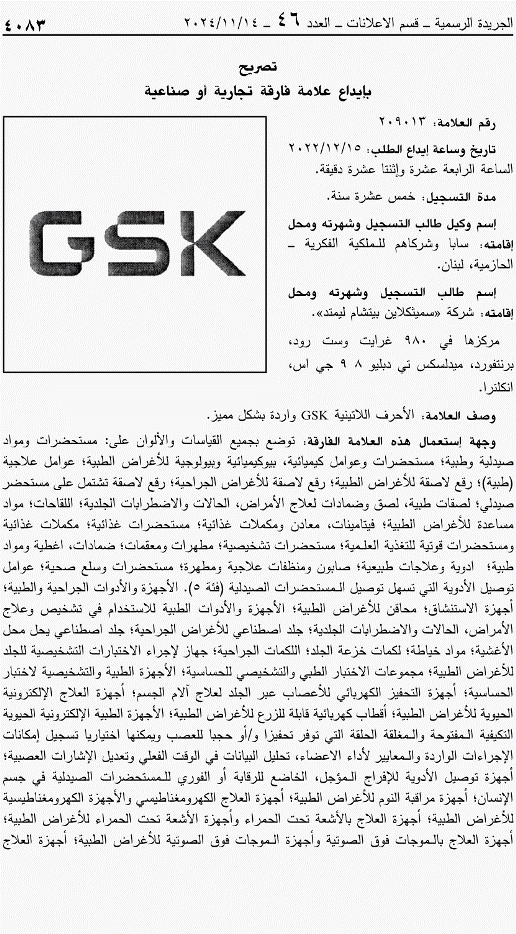 الجريدة الرسمية ــ قسم الاعلانات ــ العدد ٤٦ ــ ٢٠٢٤/١١/١٤
٤٠٨٣
تصريح
بإيداع علامة فارقة تجارية أو صناعية
رقم العلامة: ٢٠٩٠١٣
تاريخ وساعة إيداع الطلب: ٢٠٢٢/١٢/١٥
الساعة الرابعة عشرة وإثنتا عشرة دقيقة.
مدة التسجيل: خمس عشرة سنة.
إسم وكيل طالب التسجيل وشهرته ومحل
إقامته: سابا وشركاهم للملكية الفكرية ــ
الحازمية، لبنان.
إسم طالب التسجيل وشهرته ومحل
إقامته: شركة «سميثكلاين بيتشام ليمتد».
مركزها في ٩٨٠ غرايت وست رود،
برنتفورد، ميدلسكس تي دبليو ٨ ٩ جي اس،
انكلترا.
GSK
وصف العلامة: الأحرف اللاتينية GSK واردة بشكل مميز.
وجهة إستعمال هذه العلامة الفارقة: توضع بجميع القياسات والألوان على: مستحضرات ومواد
صيدلية وطبية؛ مستحضرات وعوامل كيميائية، بيوكيميائية وبيولوجية للأغراض الطبية؛ عوامل علاجية
(طبية)؛ رقع لاصقة للأغراض الطبية؛ رقع لاصقة للأغراض الجراحية؛ رقع لاصقة تشتمل على مستحضر
صيدلي؛ لصقات طبية، لصق وضمادات لعلاج الأمراض، الحالات والاضطرابات الجلدية؛ اللقاحات؛ مواد
مساعدة للأغراض الطبية؛ فيتامينات، معادن ومكملات غذائية؛ مستحضرات غذائية؛ مكملات غذائية
ومستحضرات قوتية للتغذية العلمية؛ مستحضرات تشخيصية؛ مطهرات ومعقمات؛ ضمادات، اغطية ومواد
طبية؛ ادوية وعلاجات طبيعية؛ صابون ومنظفات علاجية ومطهرة؛ مستحضرات وسلع صحية؛ عوامل
توصيل الأدوية التي تسهل توصيل المستحضرات الصيدلية (فئة ٥). الأجهزة والأدوات الجراحية والطبية؛
أجهزة الاستنشاق؛ محاقن للأغراض الطبية؛ الأجهزة والأدوات الطبية للاستخدام في تشخيص وعلاج
الأمراض، الحالات والاضطرابات الجلدية؛ جلد اصطناعي للأغراض الجراحية؛ جلد اصطناعي يحل محل
الأغشية؛ مواد خياطة؛ لكمات خزعة الجلد؛ اللكمات الجراحية؛ جهاز لإجراء الاختبارات التشخيصية للجلد
للأغراض الطبية؛ مجموعات الاختبار الطبي والتشخيصي للحساسية؛ الأجهزة الطبية والتشخيصية لاختبار
الحساسية؛ أجهزة التحفيز الكهربائي للأعصاب عبر الجلد لعلاج آلام الجسم؛ أجهزة العلاج الإلكترونية
الحيوية للأغراض الطبية؛ أقطاب كهربائية قابلة للزرع للأغراض الطبية؛ الأجهزة الطبية الإلكترونية الحيوية
التكيفية المفتوحة والمغلقة الحلقة التي توفر تحفيزا و/أو حجبا للعصب ويمكنها اختياريا تسجيل إمكانات
الإجراءات الواردة والمعايير لأداء الاعضاء، تحليل البيانات في الوقت الفعلي وتعديل الإشارات العصبية؛
أجهزة توصيل الأدوية للإفراج المؤجل، الخاضع للرقابة أو الفوري للمستحضرات الصيدلية في جسم
الإنسان؛ أجهزة مراقبة النوم للأغراض الطبية؛ أجهزة العلاج الكهرومغناطيسي والأجهزة الكهرومغناطيسية
للأغراض الطبية؛ أجهزة العلاج بالأشعة تحت الحمراء وأجهزة الأشعة تحت الحمراء للأغراض الطبية؛
أجهزة العلاج بالموجات فوق الصوتية وأجهزة الموجات فوق الصوتية للأغراض الطبية؛ أجهزة العلاج